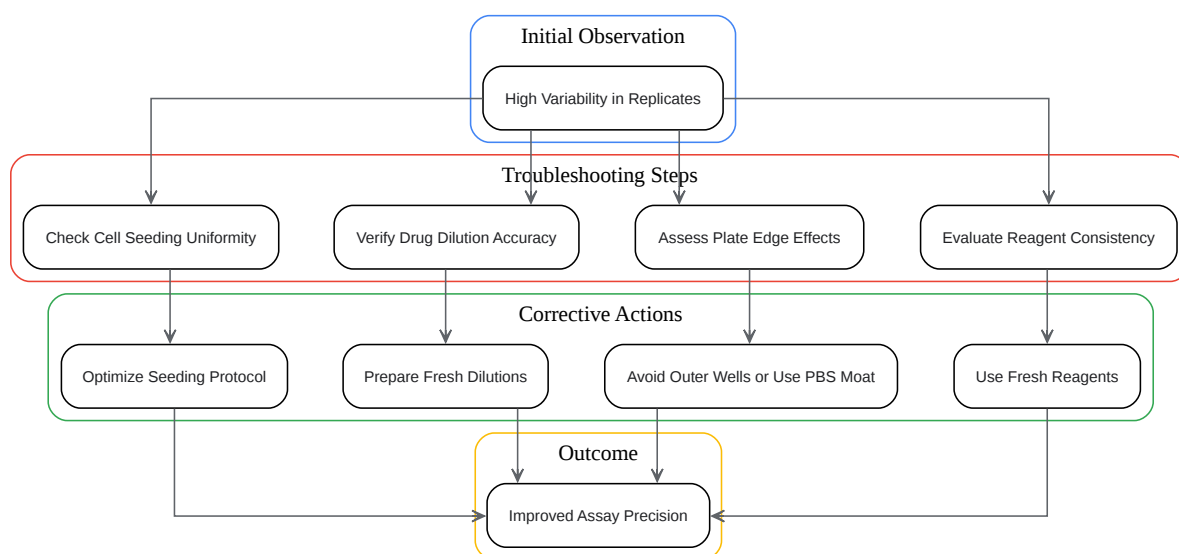 Initial Observation
High Variability in Replicates
Troubleshooting Steps
Check Cell Seeding Uniformity
Verify Drug Dilution Accuracy
Assess Plate Edge Effects
Evaluate Reagent Consistency
Corrective Actions
Optimize Seeding Protocol
Prepare Fresh Dilutions
Avoid Outer Wells or Use PBS Moat
Use Fresh Reagents
Outcome
Improved Assay Precision